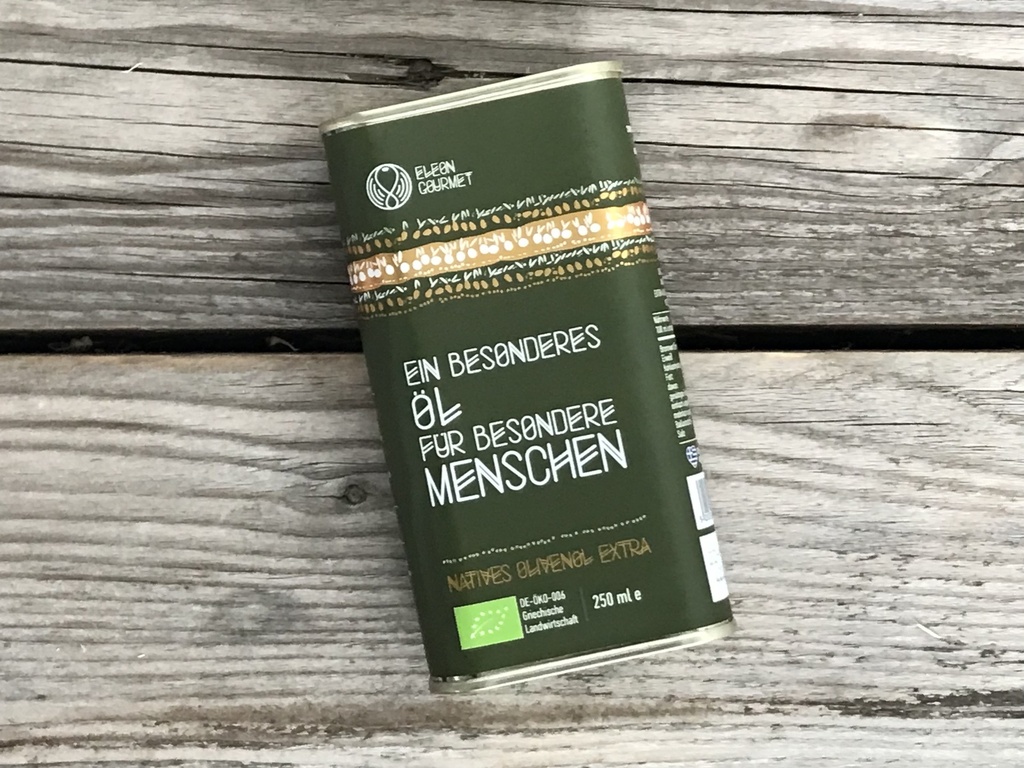 ELEON
GOURMET
EIN BESONDERES
ÖL
FÜR BESONDERE
MENSCHEN
NATIVES OLIVENÖL EXTRA
DE-ÖKO-006
Griechische
Landwirtschaft
250 ml e